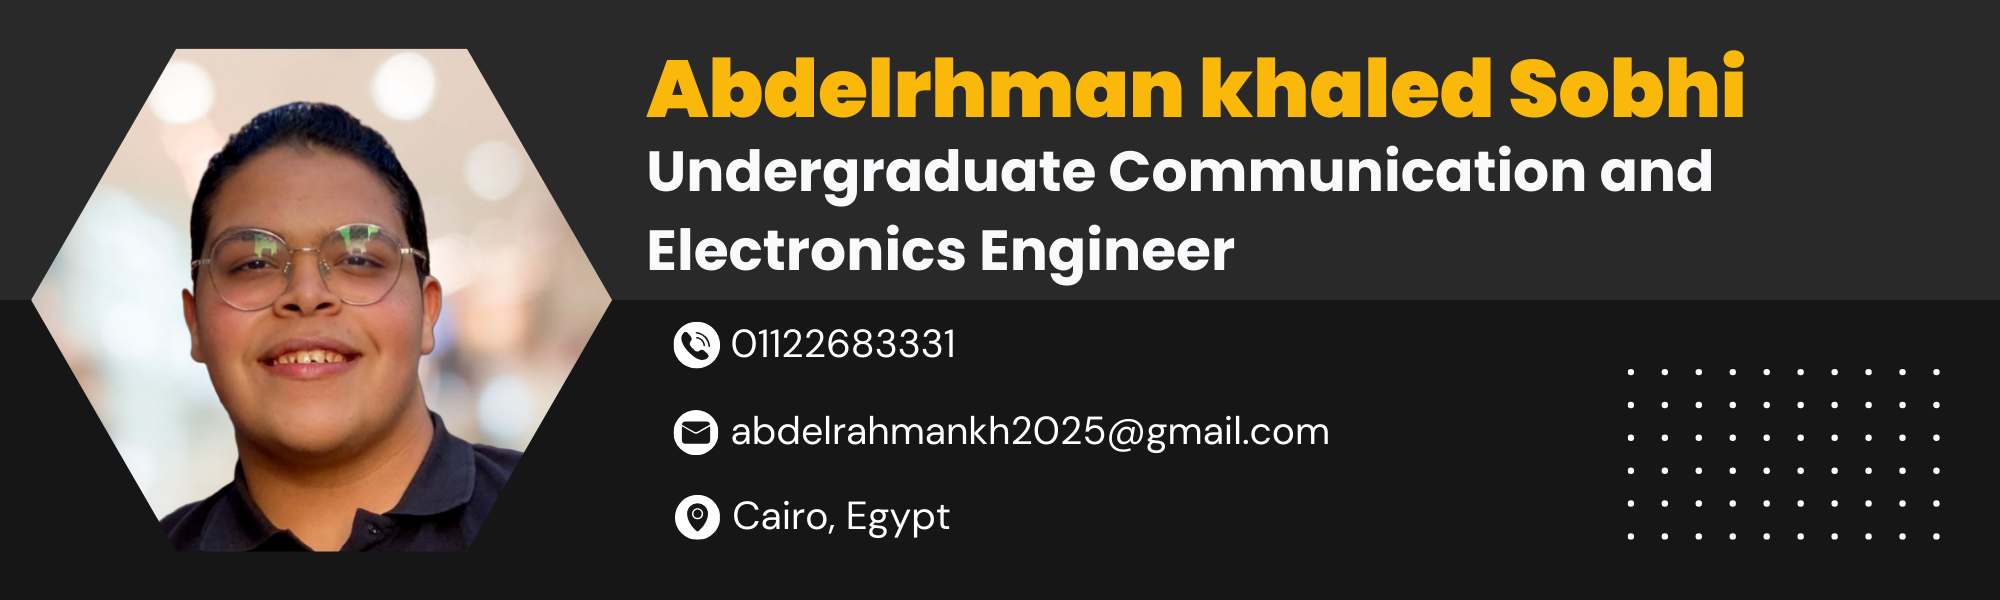 Abdelrhman khaled Sobhi
Undergraduate Communication and
Electronics Engineer
01122683331
abdelrahmankh2025@gmail.com
Cairo, Egypt